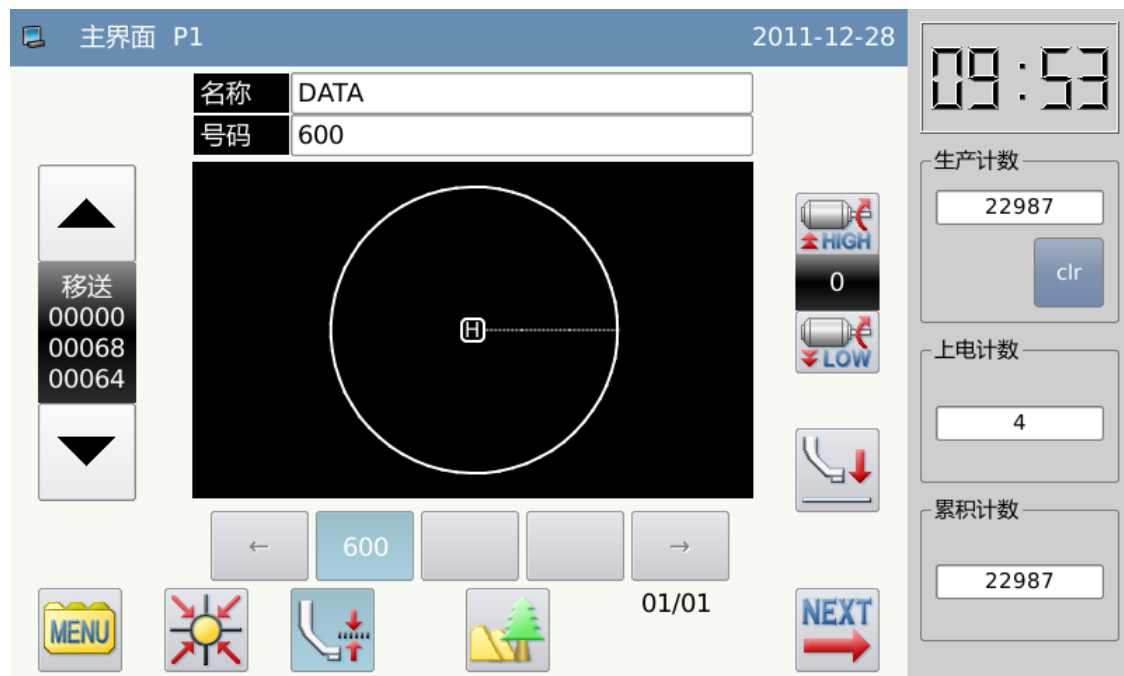 主界面 P1
2011-12-28
09:53
名称
DATA
号码
600
移送
00000
00068
00064
H
HIGH
0
LOW
生产计数
22987
clr
上电计数
4
累积计数
22987
←
600
→
01/01
MENU
NEXT